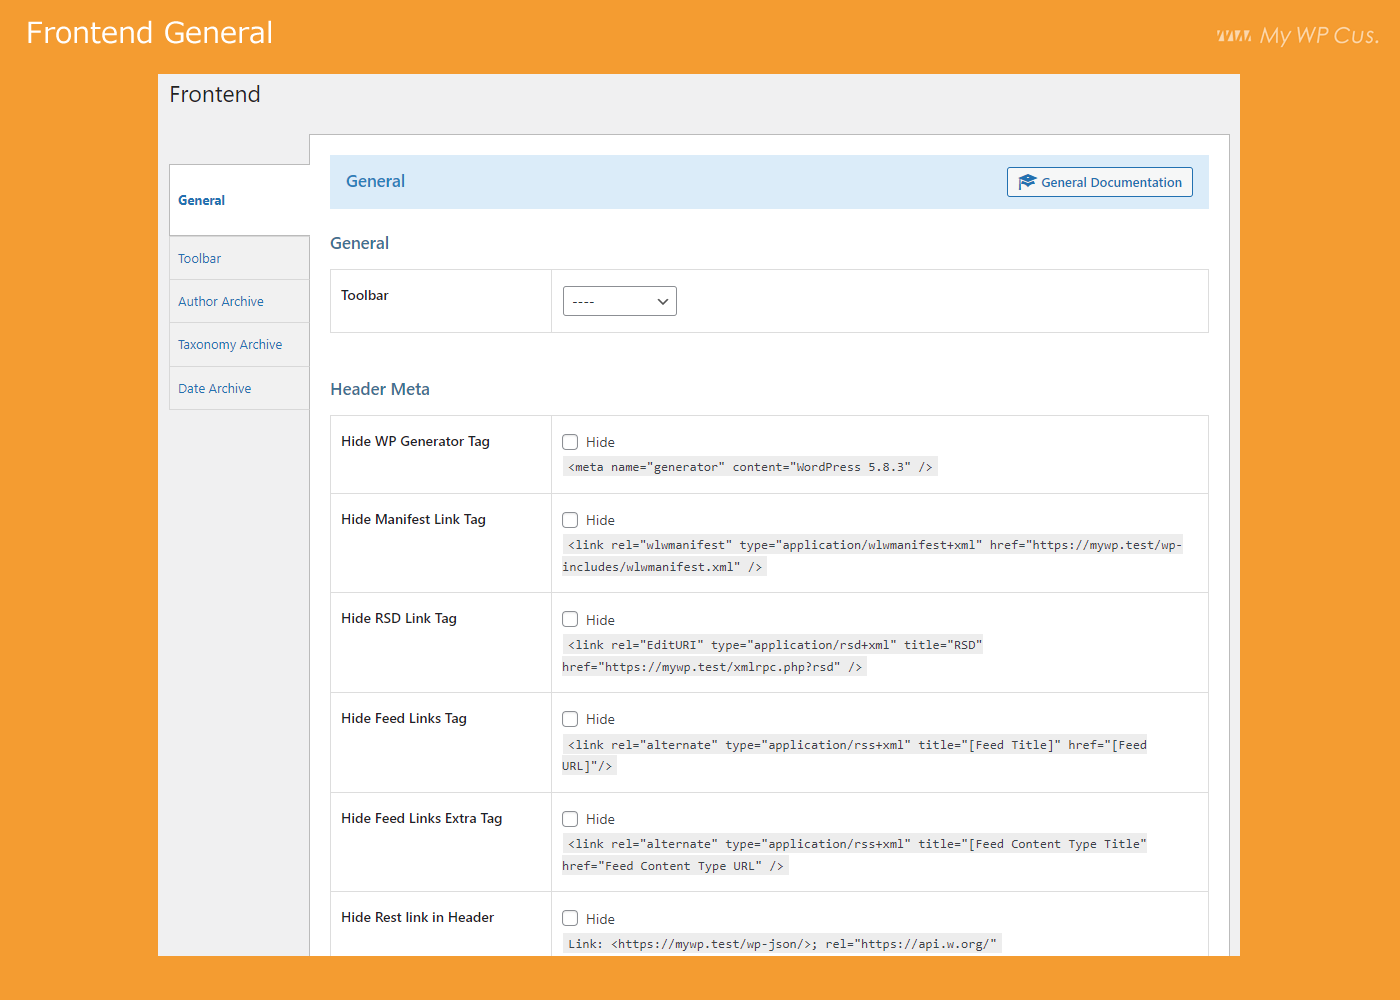 Frontend General
My WP Cus.
Frontend
General
Toolbar
Author Archive
Taxonomy Archive
Date Archive
General
General Documentation
General
Toolbar
----
Header Meta
Hide WP Generator Tag
Hide
<meta name="generator" content="WordPress 5.8.3" />
Hide Manifest Link Tag
Hide
<link rel="wlwmanifest" type="application/wlwmanifest+xml" href="https://mywp.test/wp-
includes/wlwmanifest.xml" />
Hide RSD Link Tag
Hide
<link rel="EditURI" type="application/rsd+xml" title="RSD"
href="https://mywp.test/xmlrpc.php?rsd" />
Hide Feed Links Tag
Hide
<link rel="alternate" type="application/rss+xml" title="[Feed Title]" href="[Feed
URL]"/>
Hide Feed Links Extra Tag
Hide
<link rel="alternate" type="application/rss+xml" title="[Feed Content Type Title"
href="Feed Content Type URL" />
Hide Rest link in Header
Hide
Link: <https://mywp.test/wp-json/>; rel="https://api.w.org/"